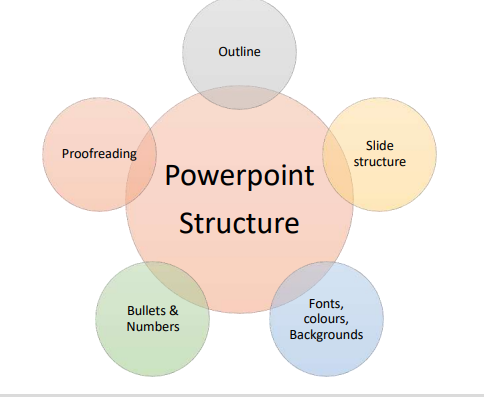 Outline
Proofreading
Slide
structure
Powerpoint
Structure
Bullets &
Numbers
Fonts,
colours,
Backgrounds